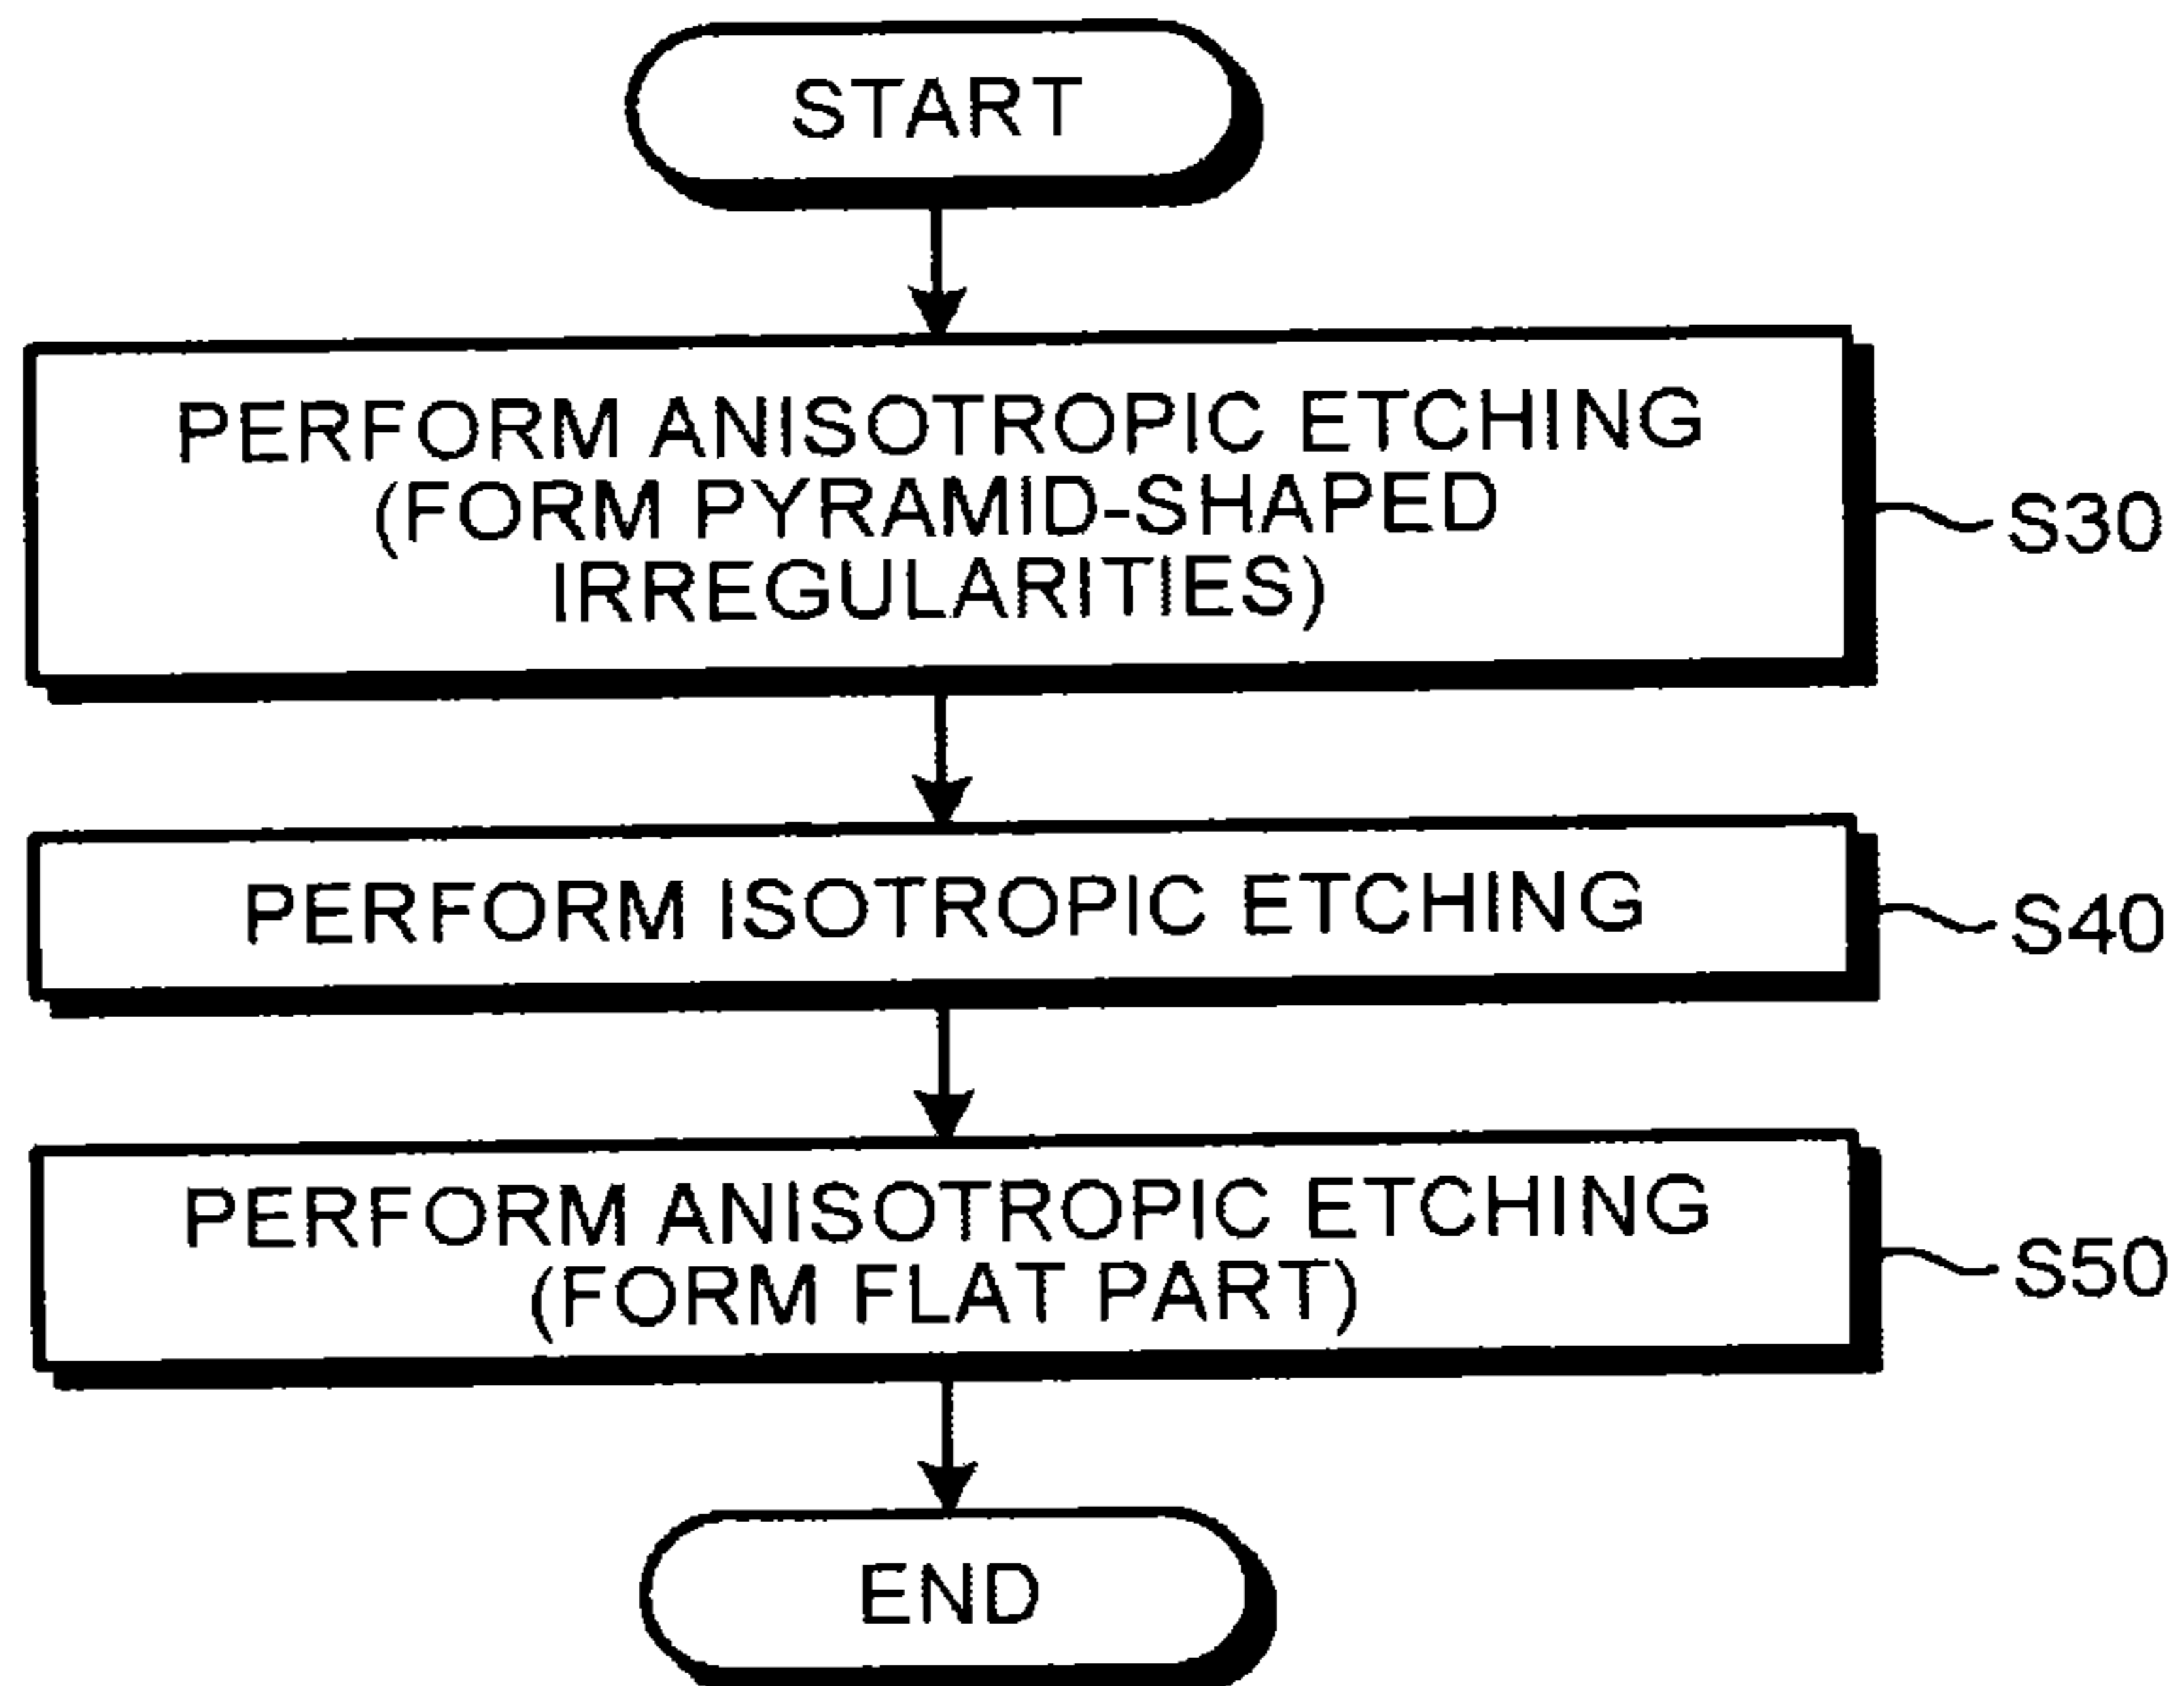 START
PERFORM ANISOTROPIC ETCHING
(FORM PYRAMID-SHAPED
IRREGULARITIES)
S30
PERFORM ISOTROPIC ETCHING
S40
PERFORM ANISOTROPIC ETCHING
(FORM FLAT PART)
S50
END